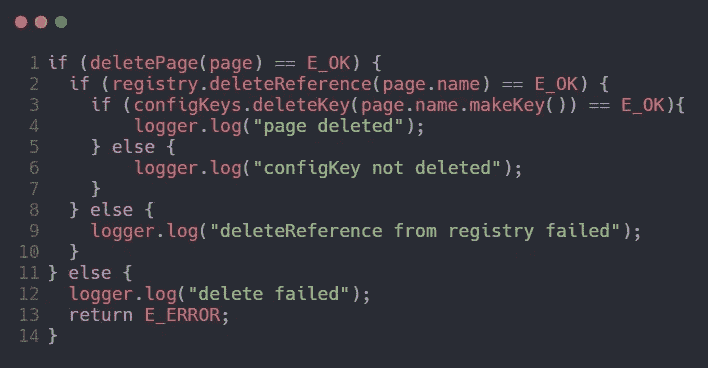 1 if (deletePage(page) == E_OK) {
2   if (registry.deleteReference(page.name) == E_OK) {
3     if (configKeys.deleteKey(page.name.makeKey()) == E_OK){
4         logger.log("page deleted");
5     } else {
6         logger.log("configKey not deleted");
7     }
8   } else {
9     logger.log("deleteReference from registry failed");
10   }
11 } else {
12   logger.log("delete failed");
13   return E_ERROR;
14 }